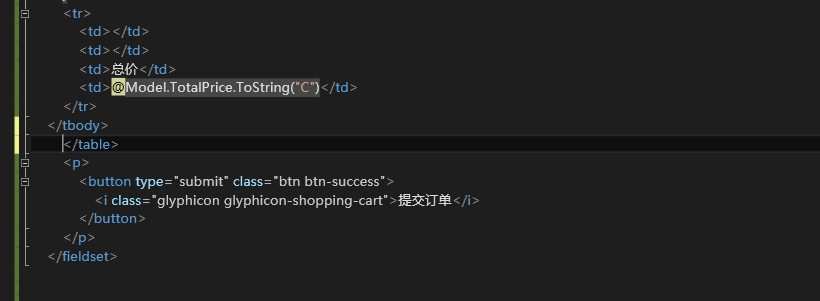 <tr>
<td></td>
<td></td>
<td>总价</td>
<td>@Model.TotalPrice.ToString("C")</td>
</tr>
</tbody>
</table>
<p>
<button type="submit" class="btn btn-success">
<i class="glyphicon glyphicon-shopping-cart">提交订单</i>
</button>
</p>
</fieldset>